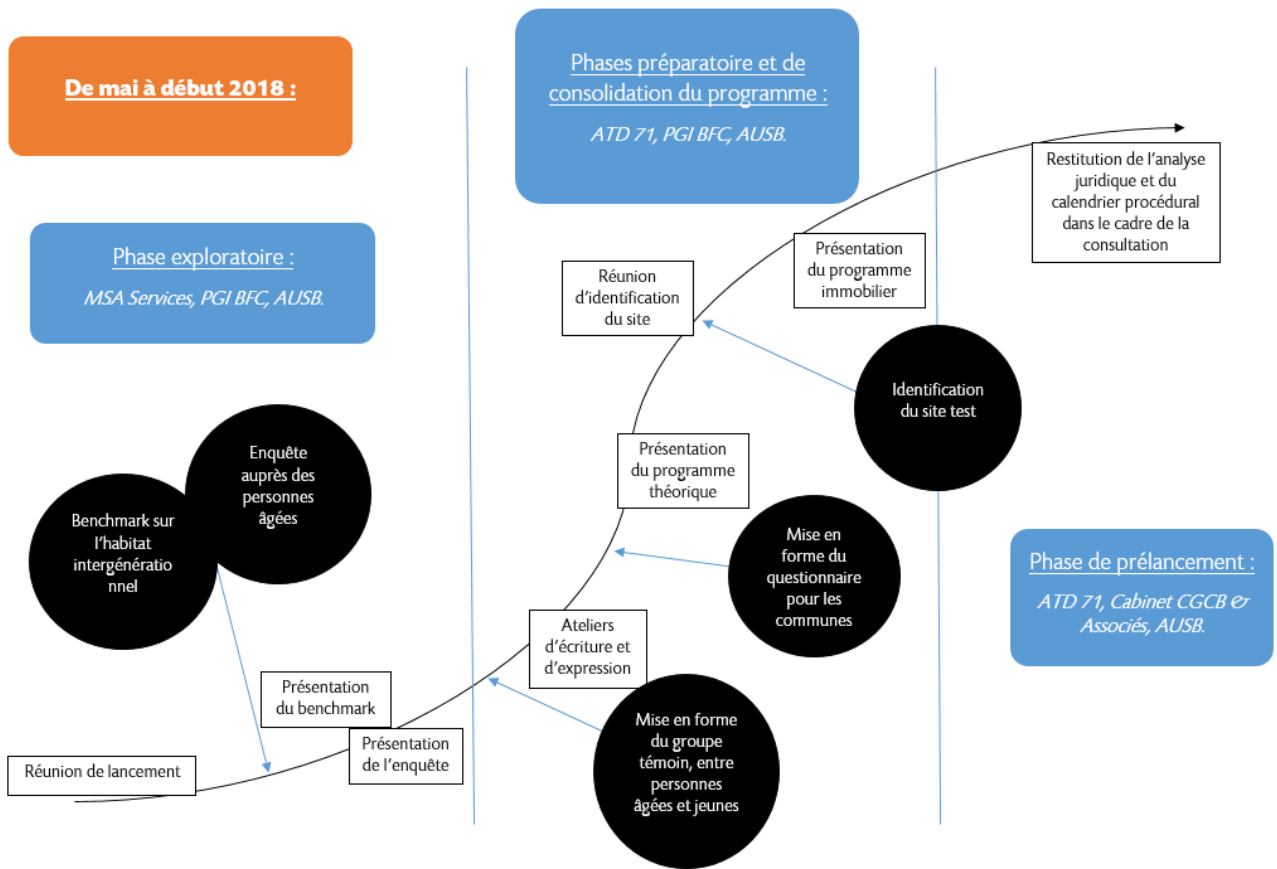 De mai à début 2018 :
Phase exploratoire :
MSA Services, PGI BFC, AUSB.
Benchmark sur
l'habitat
intergénératio
nnel
Enquête
auprès des
personnes
âgées
Réunion de lancement
Présentation
du benchmark
Présentation
de l'enquête
Phases préparatoire et de
consolidation du programme :
ATD 71, PGI BFC, AUSB.
Ateliers
d'écriture et
d'expression
Mise en forme
du groupe
témoin, entre
personnes
âgées et jeunes
Présentation
du programme
théorique
Mise en
forme du
questionnaire
pour les
communes
Réunion
d'identification
du site
Identification
du site test
Présentation
du programme
immobilier
Restitution de l'analyse
juridique et du
calendrier procédural
dans le cadre de la
consultation
Phase de prélancement :
ATD 71, Cabinet CGCB &
Associés, AUSB.